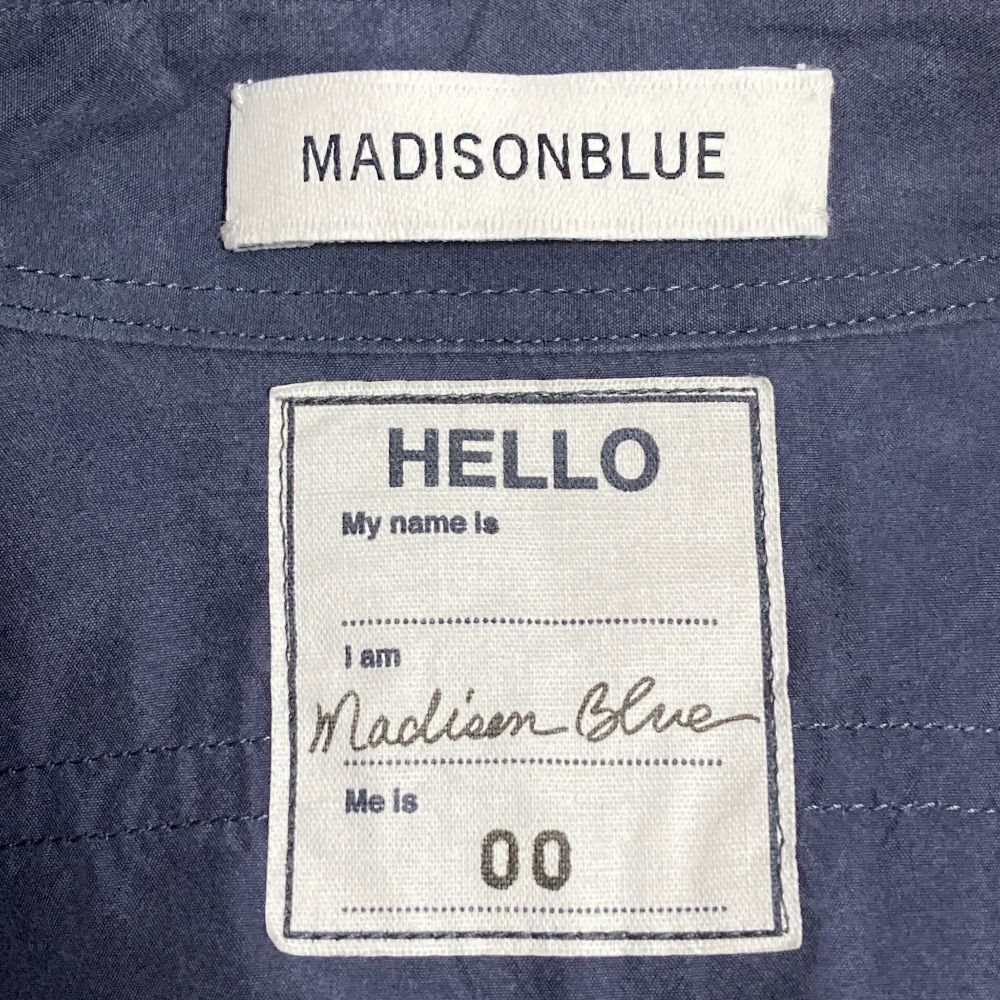 MADISONBLUE
HELLO
My name is
I am
Madison Blue
Me is
00